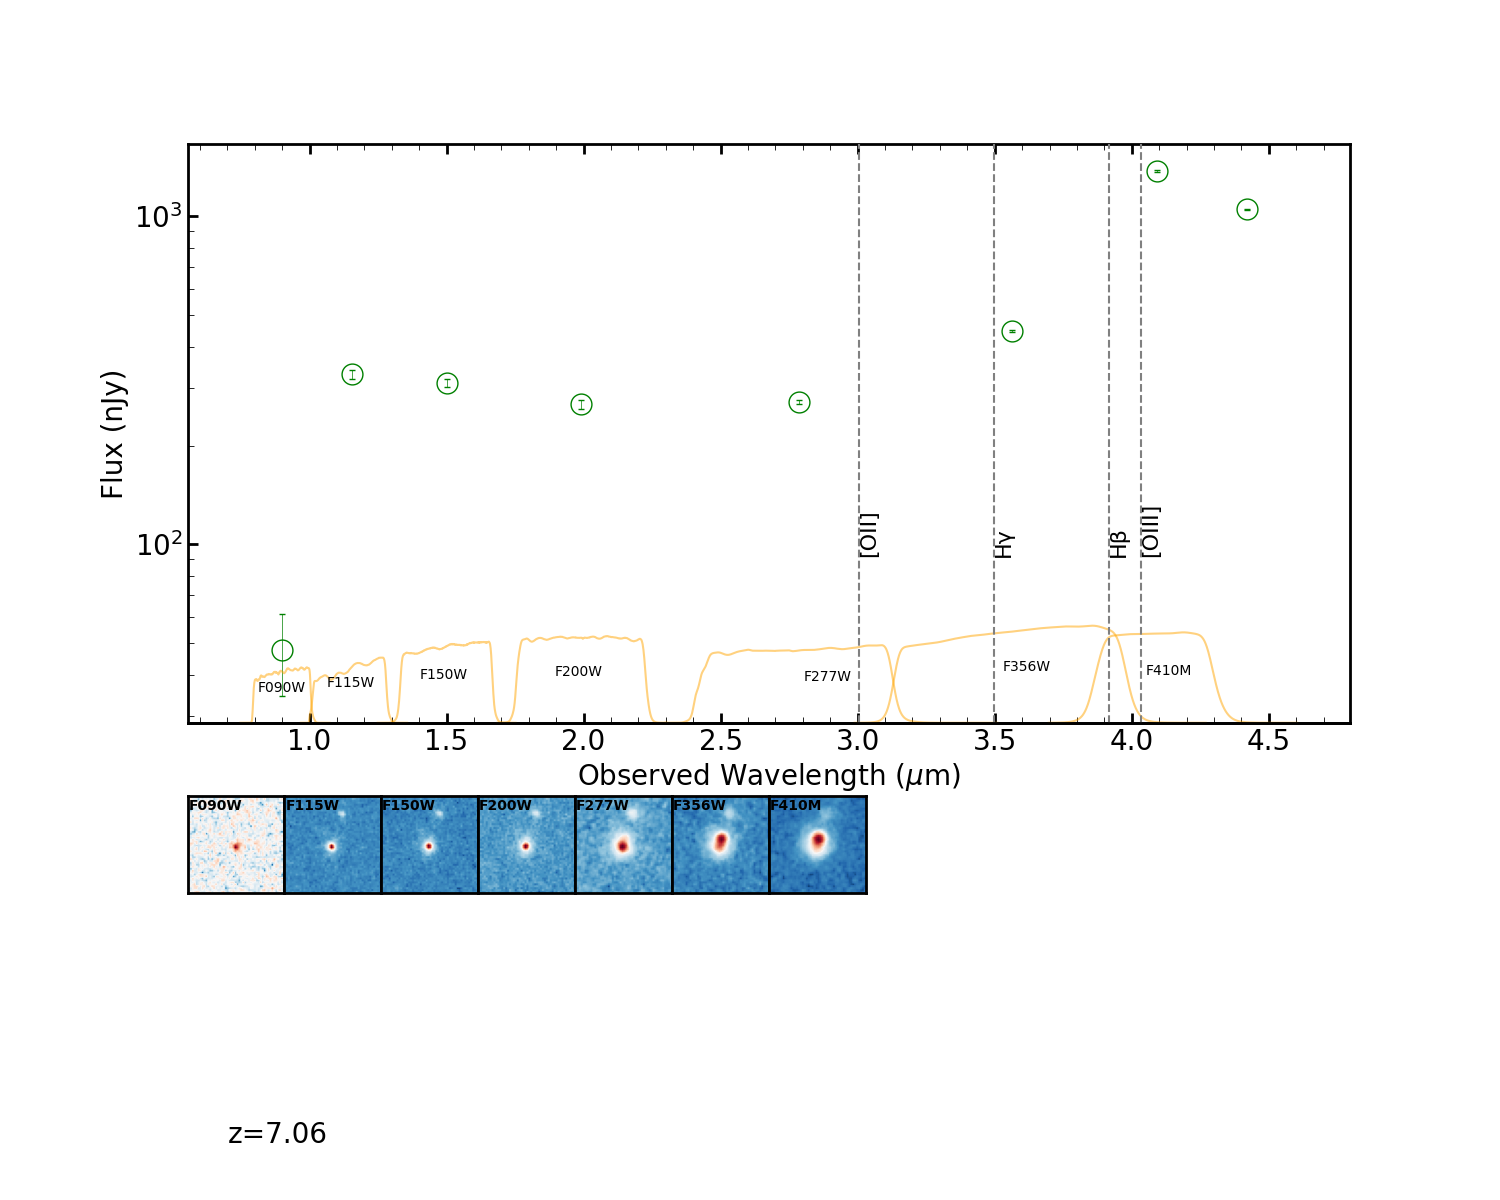 10³
10²
Flux (nJy)
[OII]
Hγ
Hβ
[OIII]
F090W
F115W
F150W
F200W
F277W
F356W
F410M
1.0 1.5 2.0 2.5 3.0 3.5 4.0 4.5
Observed Wavelength (μm)
F090W F115W F150W F200W F277W F356W F410M
z=7.06